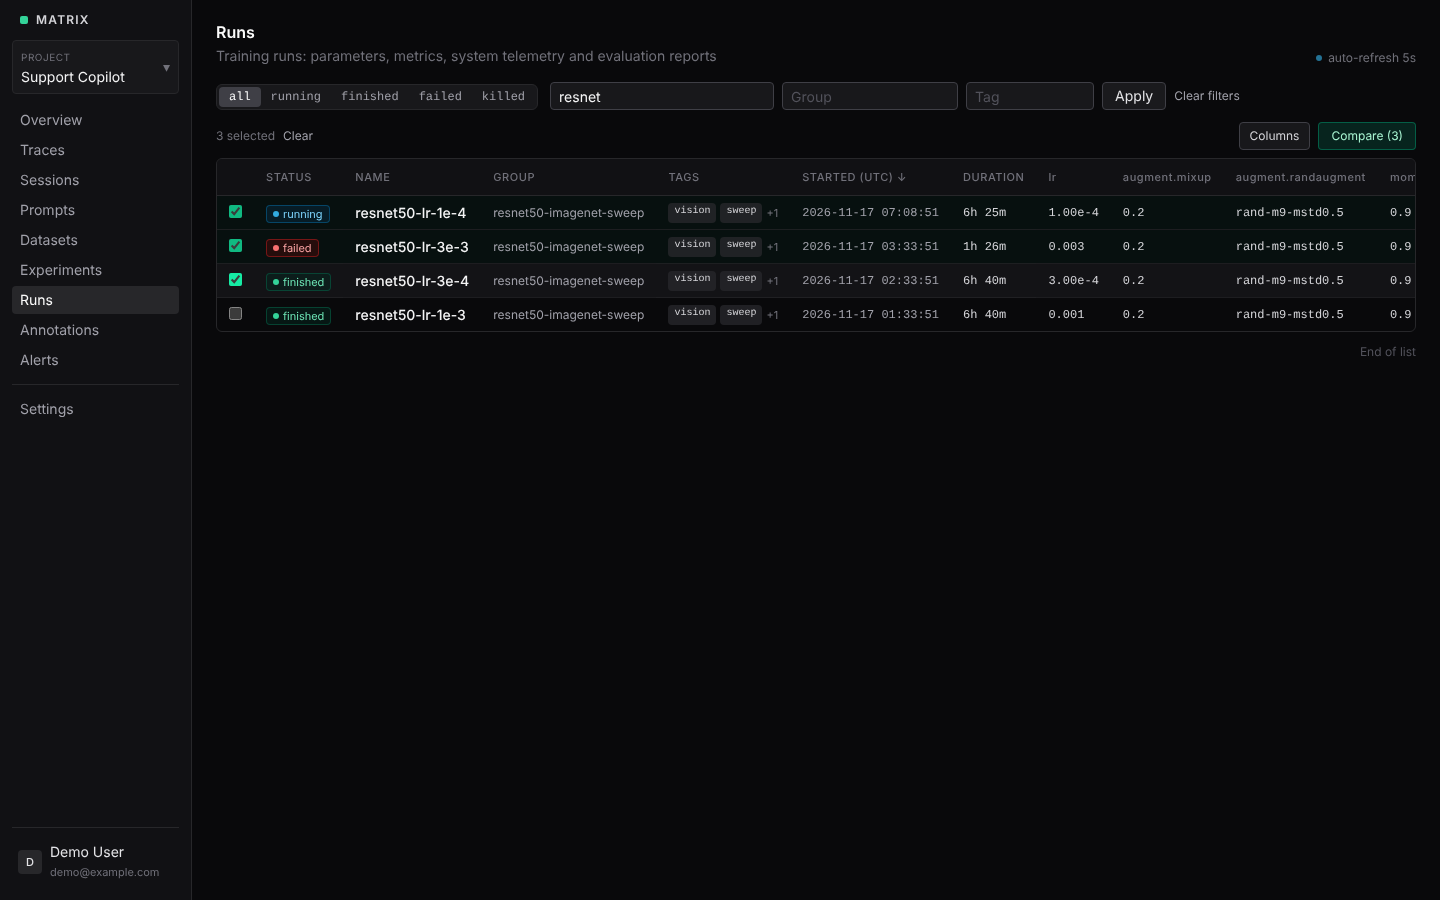 MATRIX
PROJECT
Support Copilot
Overview
Traces
Sessions
Prompts
Datasets
Experiments
Runs
Annotations
Alerts
Settings
D
Demo User
demo@example.com
Runs
Training runs: parameters, metrics, system telemetry and evaluation reports
auto-refresh 5s
all running finished failed killed resnet Group Tag Apply Clear filters
3 selected Clear Columns Compare (3)
STATUS NAME GROUP TAGS STARTED (UTC) ↓ DURATION lr augment.mixup augment.randaugment mom
running resnet50-lr-1e-4 resnet50-imagenet-sweep vision sweep +1 2026-11-17 07:08:51 6h 25m 1.00e-4 0.2 rand-m9-mstd0.5 0.9
failed resnet50-lr-3e-3 resnet50-imagenet-sweep vision sweep +1 2026-11-17 03:33:51 1h 26m 0.003 0.2 rand-m9-mstd0.5 0.9
finished resnet50-lr-3e-4 resnet50-imagenet-sweep vision sweep +1 2026-11-17 02:33:51 6h 40m 3.00e-4 0.2 rand-m9-mstd0.5 0.9
finished resnet50-lr-1e-3 resnet50-imagenet-sweep vision sweep +1 2026-11-17 01:33:51 6h 40m 0.001 0.2 rand-m9-mstd0.5 0.9
End of list